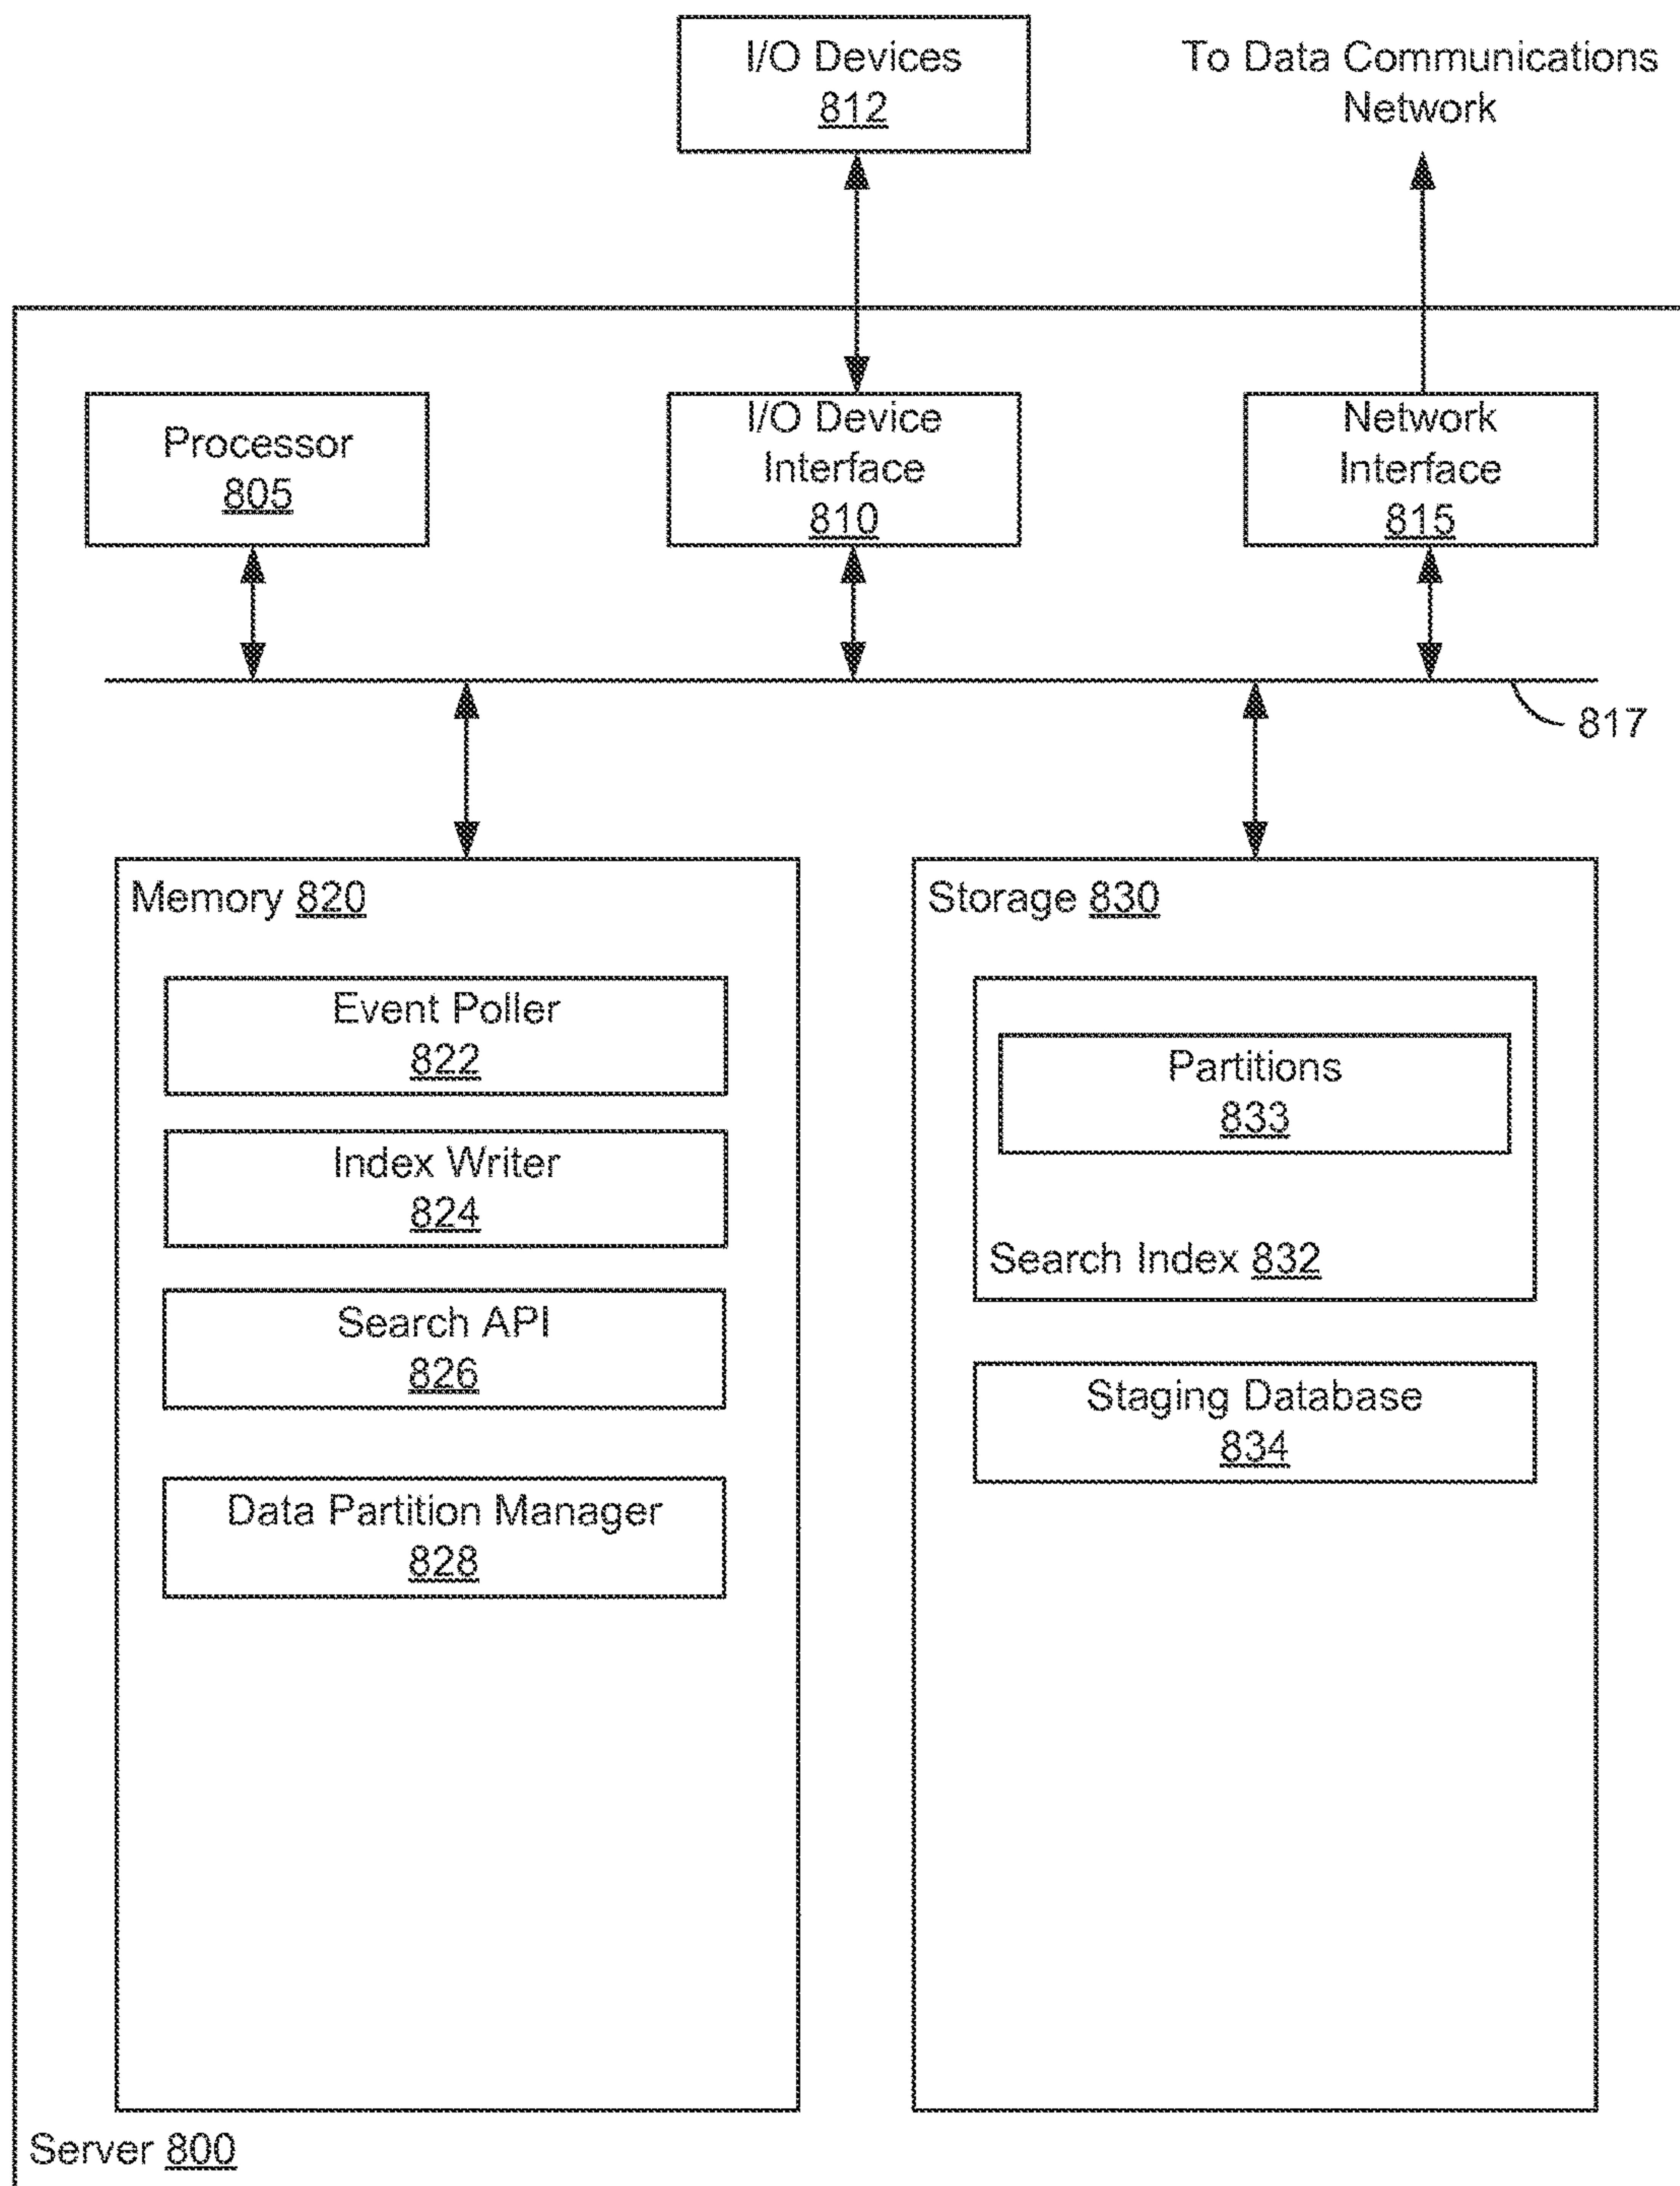 I/O Devices
812
To Data Communications
Network
Processor
805
I/O Device
Interface
810
Network
Interface
815
817
Memory 820
Event Poller
822
Index Writer
824
Search API
826
Data Partition Manager
828
Storage 830
Partitions
833
Search Index 832
Staging Database
834
Server 800